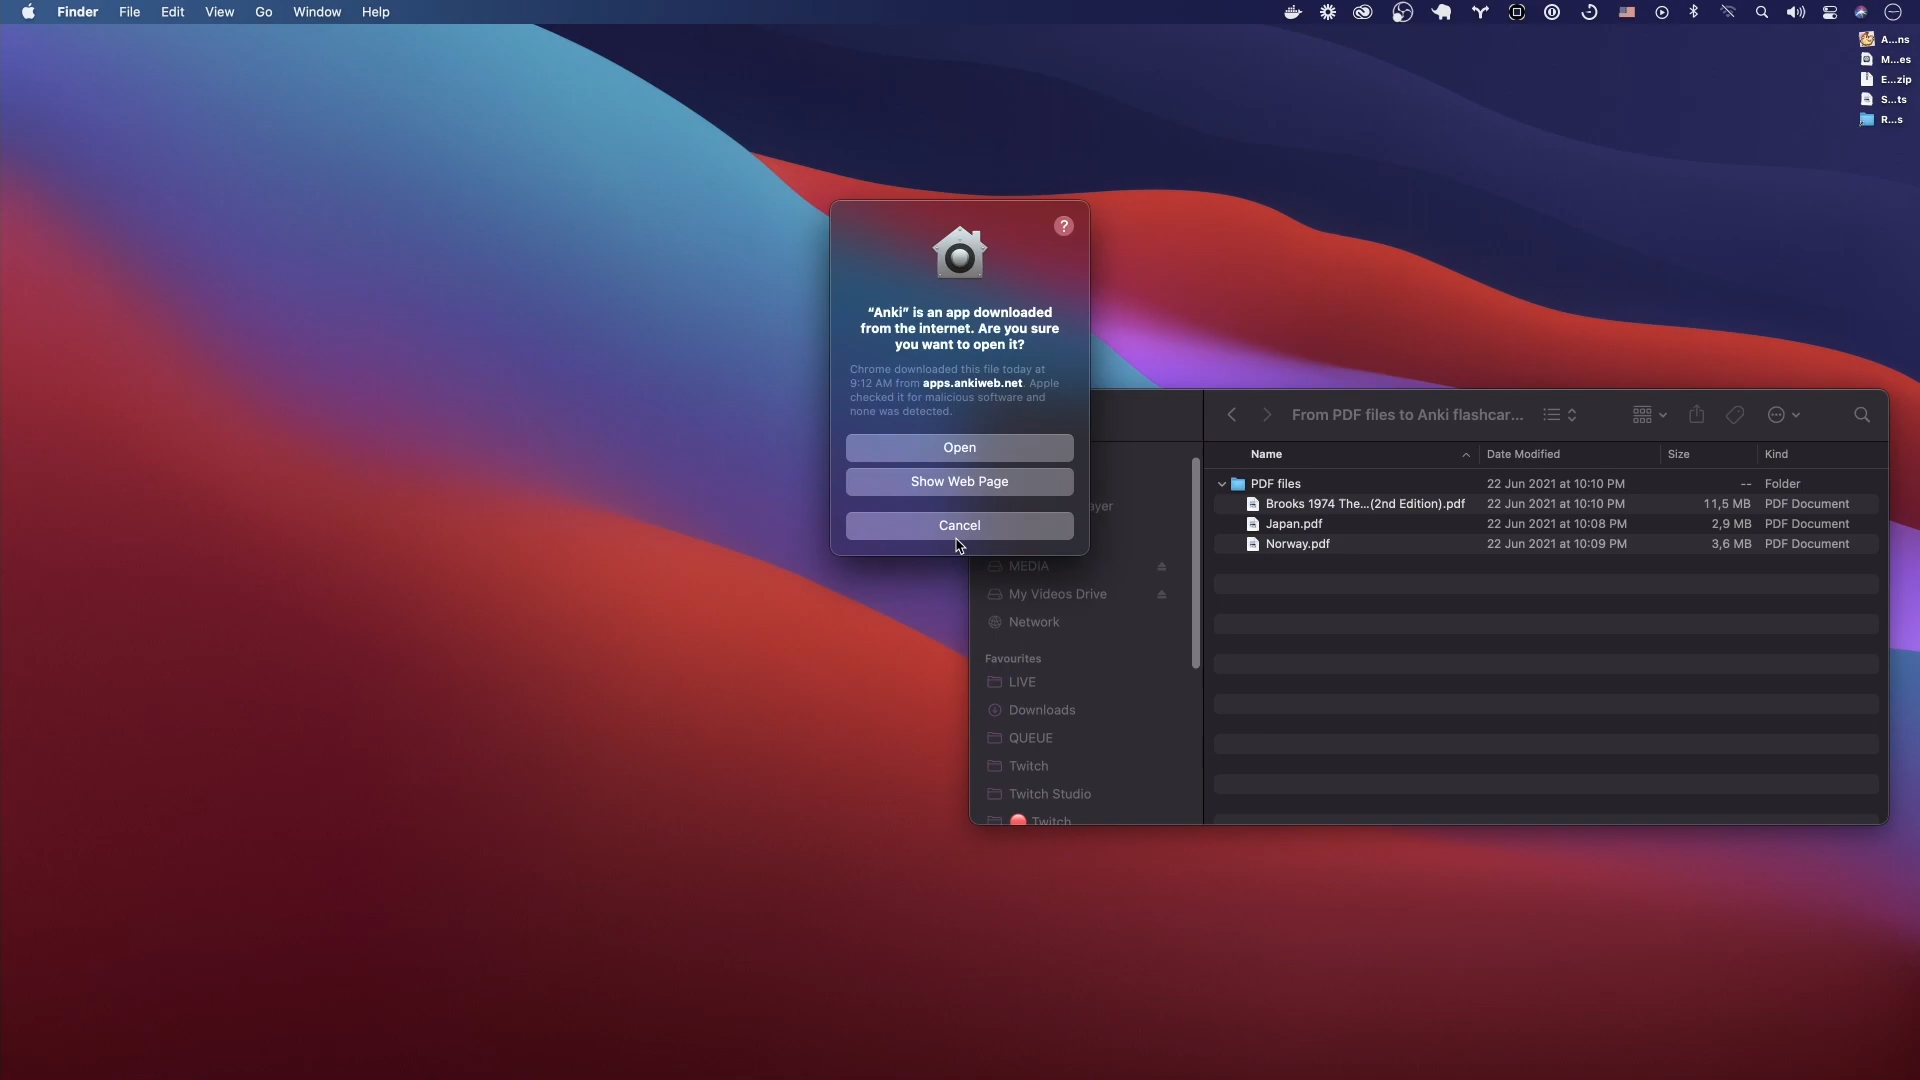 Finder File Edit View Go Window Help
A...ns
M...es
E...zip
S...ts
R...s
?
“Anki” is an app downloaded
from the internet. Are you sure
you want to open it?
Chrome downloaded this file today at
9:12 AM from apps.ankiweb.net. Apple
checked it for malicious software and
none was detected.
Open
Show Web Page
Cancel
ayer
MEDIA
My Videos Drive
Network
Favourites
LIVE
Downloads
QUEUE
Twitch
Twitch Studio
Twitch
From PDF files to Anki flashcar...
Name Date Modified Size Kind
PDF files 22 Jun 2021 at 10:10 PM -- Folder
Brooks 1974 The...(2nd Edition).pdf 22 Jun 2021 at 10:10 PM 11,5 MB PDF Document
Japan.pdf 22 Jun 2021 at 10:08 PM 2,9 MB PDF Document
Norway.pdf 22 Jun 2021 at 10:09 PM 3,6 MB PDF Document